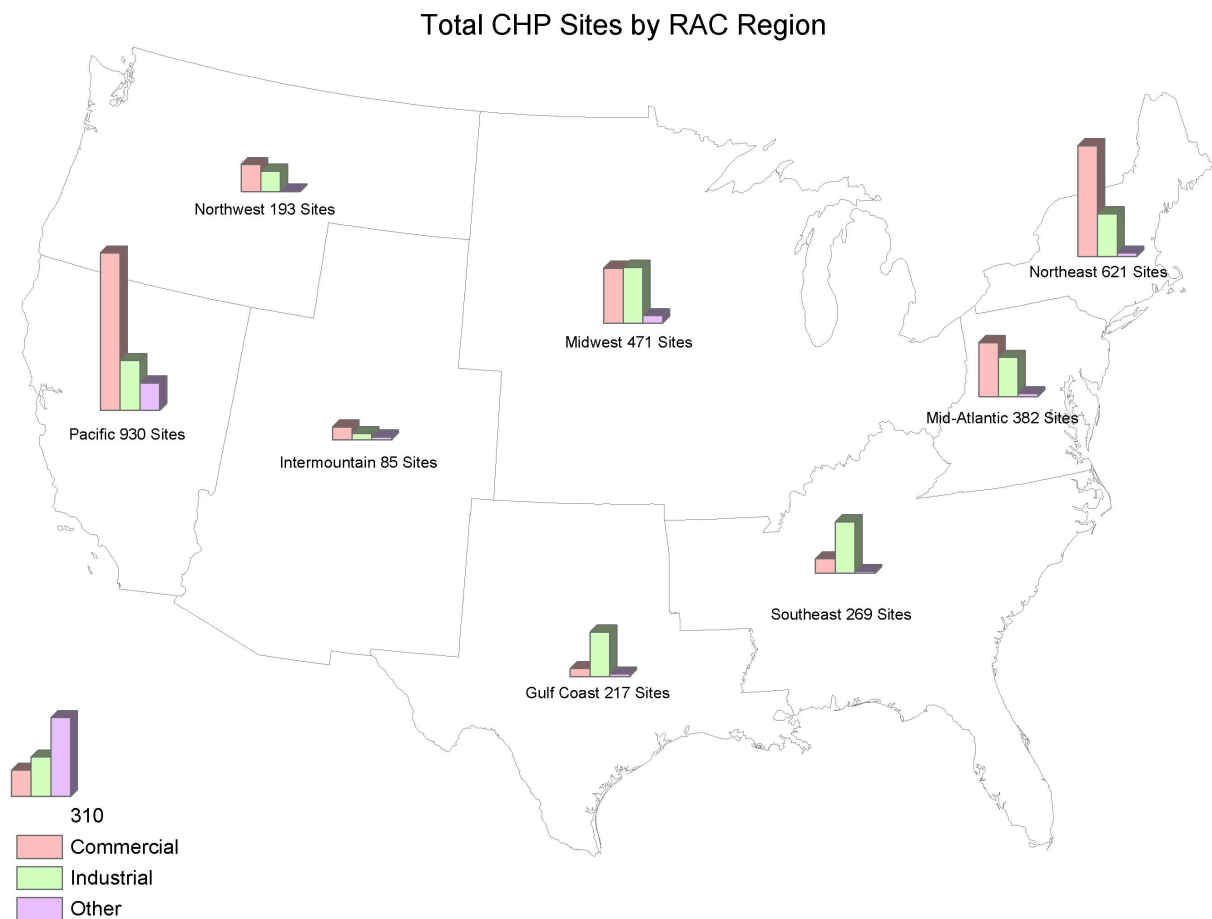 Total CHP Sites by RAC Region
Northwest 193 Sites
Northeast 621 Sites
Midwest 471 Sites
Mid-Atlantic 382 Sites
Pacific 930 Sites
Intermountain 85 Sites
Southeast 269 Sites
Gulf Coast 217 Sites
310
Commercial
Industrial
Other